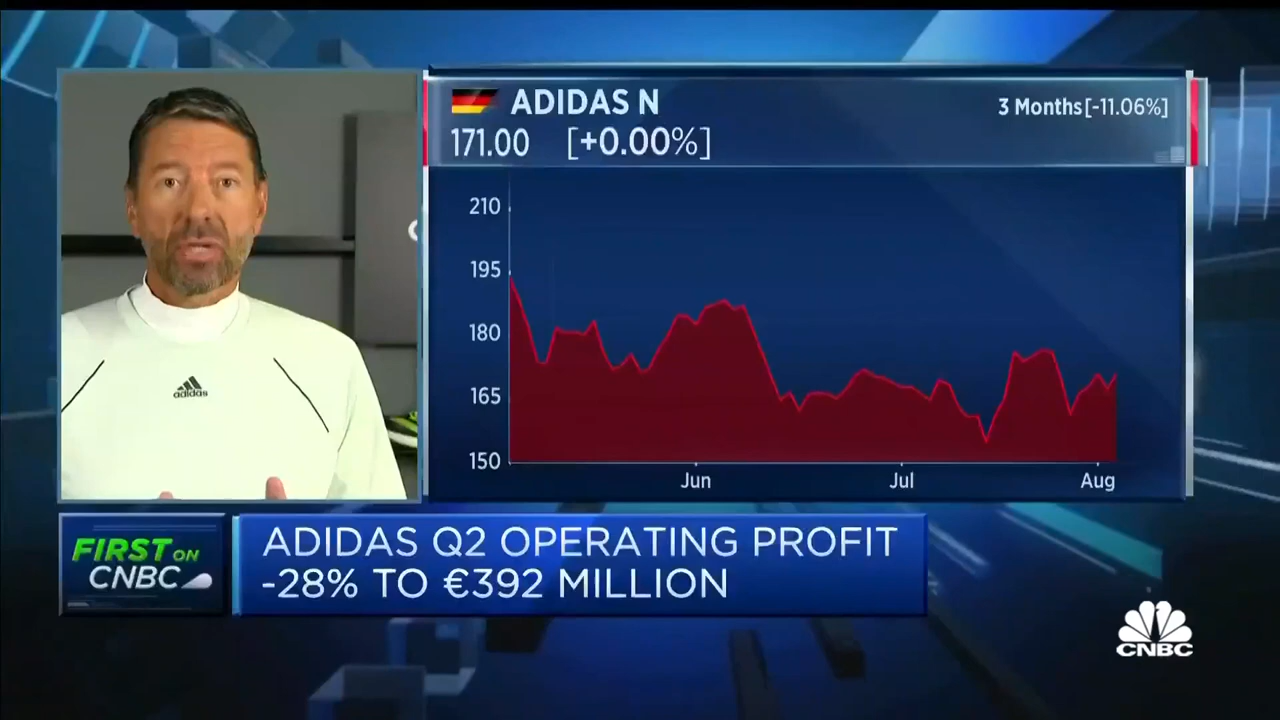 ADIDAS N
3 Months [-11.06%]
171.00 [+0.00%]
210
195
180
165
150
Jun Jul Aug
adidas
FIRST ON
CNBC
ADIDAS Q2 OPERATING PROFIT
-28% TO €392 MILLION
CNBC